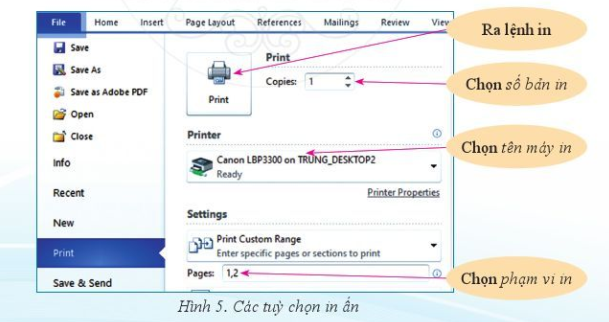 File Home Insert Page Layout References Mailings Review View
Save
Save As
Save as Adobe PDF
Open
Close
Info
Recent
New
Print
Save & Send
Print
Print
Copies: 1
Printer
Canon LBP3300 on TRUNG_DESKTOP2
Ready
Printer Properties
Settings
Print Custom Range
Enter specific pages or sections to print
Pages: 1,2
Ra lệnh in
Chọn số bản in
Chọn tên máy in
Chọn phạm vi in
Hình 5. Các tuỳ chọn in ấn